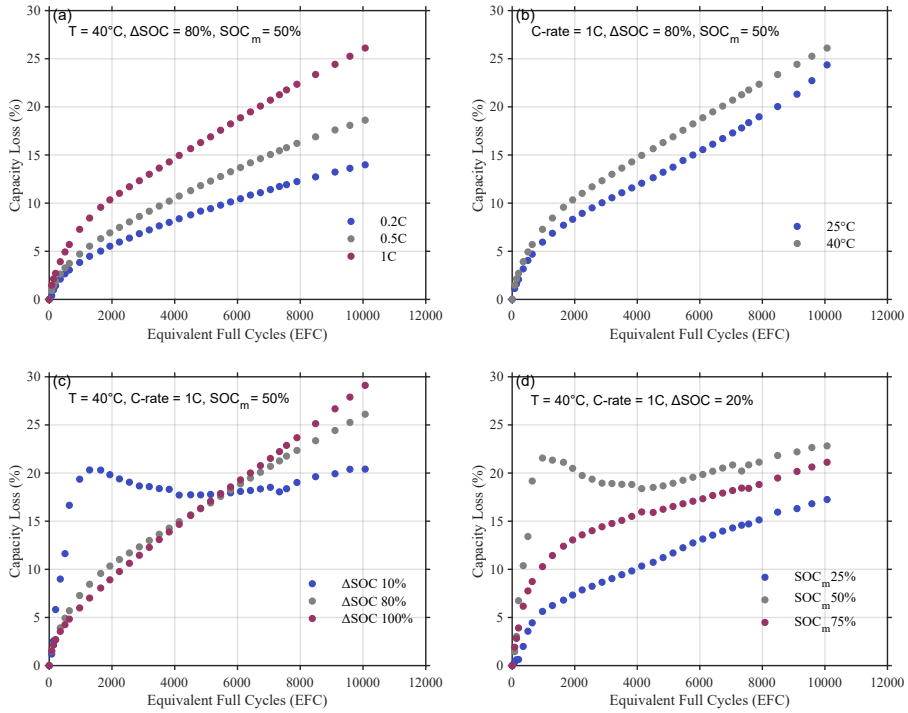 (a)
T = 40°C, ΔSOC = 80%, SOCm = 50%
30
25
20
15
10
5
0
Capacity Loss (%)
0.2C
0.5C
1C
0 2000 4000 6000 8000 10000 12000
Equivalent Full Cycles (EFC)
(b)
C-rate = 1C, ΔSOC = 80%, SOCm = 50%
30
25
20
15
10
5
0
Capacity Loss (%)
25°C
40°C
0 2000 4000 6000 8000 10000 12000
Equivalent Full Cycles (EFC)
(c)
T = 40°C, C-rate = 1C, SOCm = 50%
30
25
20
15
10
5
0
Capacity Loss (%)
ΔSOC 10%
ΔSOC 80%
ΔSOC 100%
0 2000 4000 6000 8000 10000 12000
Equivalent Full Cycles (EFC)
(d)
T = 40°C, C-rate = 1C, ΔSOC = 20%
30
25
20
15
10
5
0
Capacity Loss (%)
SOCm 25%
SOCm 50%
SOCm 75%
0 2000 4000 6000 8000 10000 12000
Equivalent Full Cycles (EFC)